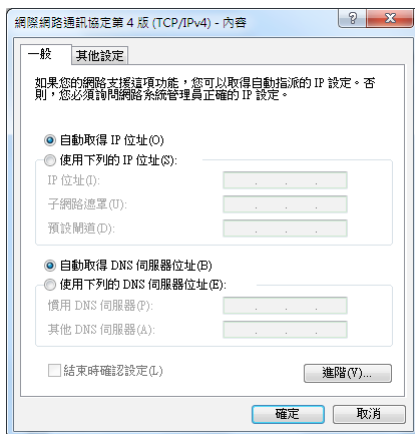 網際網路通訊協定第 4 版 (TCP/IPv4) - 內容
一般
其他設定
如果您的網路支援這項功能，您可以取得自動指派的 IP 設定。否
則，您必須詢問網路系統管理員正確的 IP 設定。
自動取得 IP 位址(O)
使用下列的 IP 位址(S):
IP 位址(I):
子網路遮罩(U):
預設閘道(D):
自動取得 DNS 伺服器位址(B)
使用下列的 DNS 伺服器位址(E):
慣用 DNS 伺服器(P):
其他 DNS 伺服器(A):
結束時確認設定(L)
進階(V)...
確定
取消